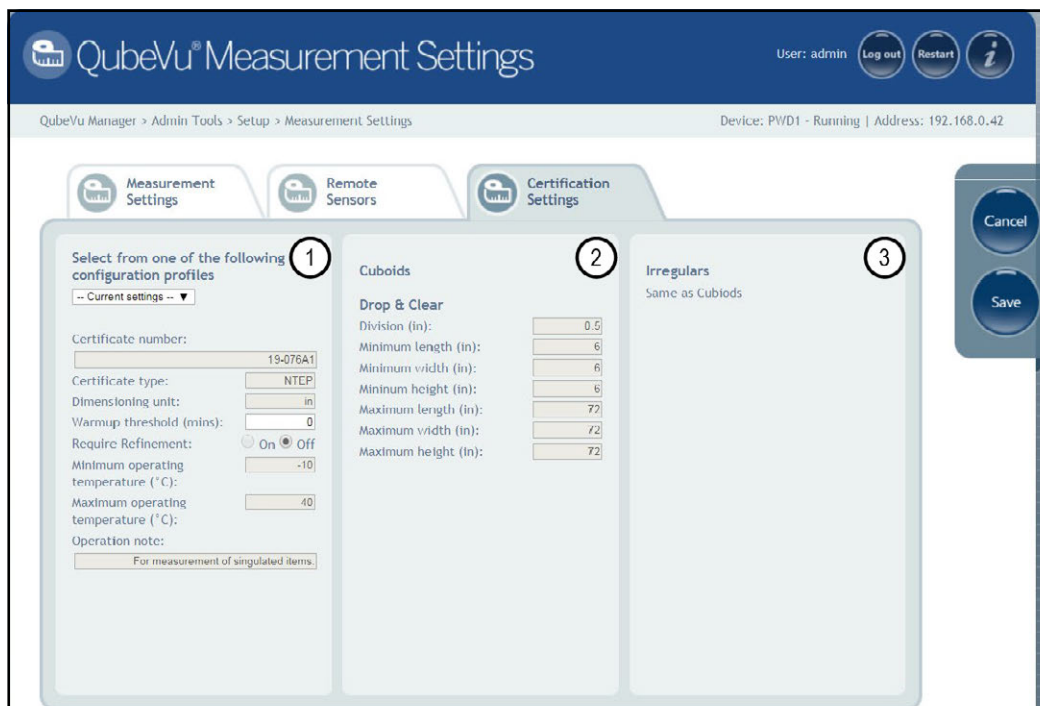 QubeVu® Measurement Settings
User: admin
Log out
Restart
i
QubeVu Manager > Admin Tools > Setup > Measurement Settings
Device: PWD1 - Running | Address: 192.168.0.42
Measurement Settings
Remote Sensors
Certification Settings
Cancel
Save
1
Select from one of the following
configuration profiles
-- Current settings -- ▼
Certificate number:
19-076A1
Certificate type: NTEP
Dimensioning unit: in
Warmup threshold (mins): 0
Require Refinement: On Off
Minimum operating
temperature (°C): -10
Maximum operating
temperature (°C): 40
Operation note:
For measurement of singulated items.
2
Cuboids
Drop & Clear
Division (in): 0.5
Minimum length (in): 6
Minimum width (in): 6
Mininum height (in): 6
Maximum length (in): 72
Maximum width (in): 72
Maximum height (in): 72
3
Irregulars
Same as Cubiods